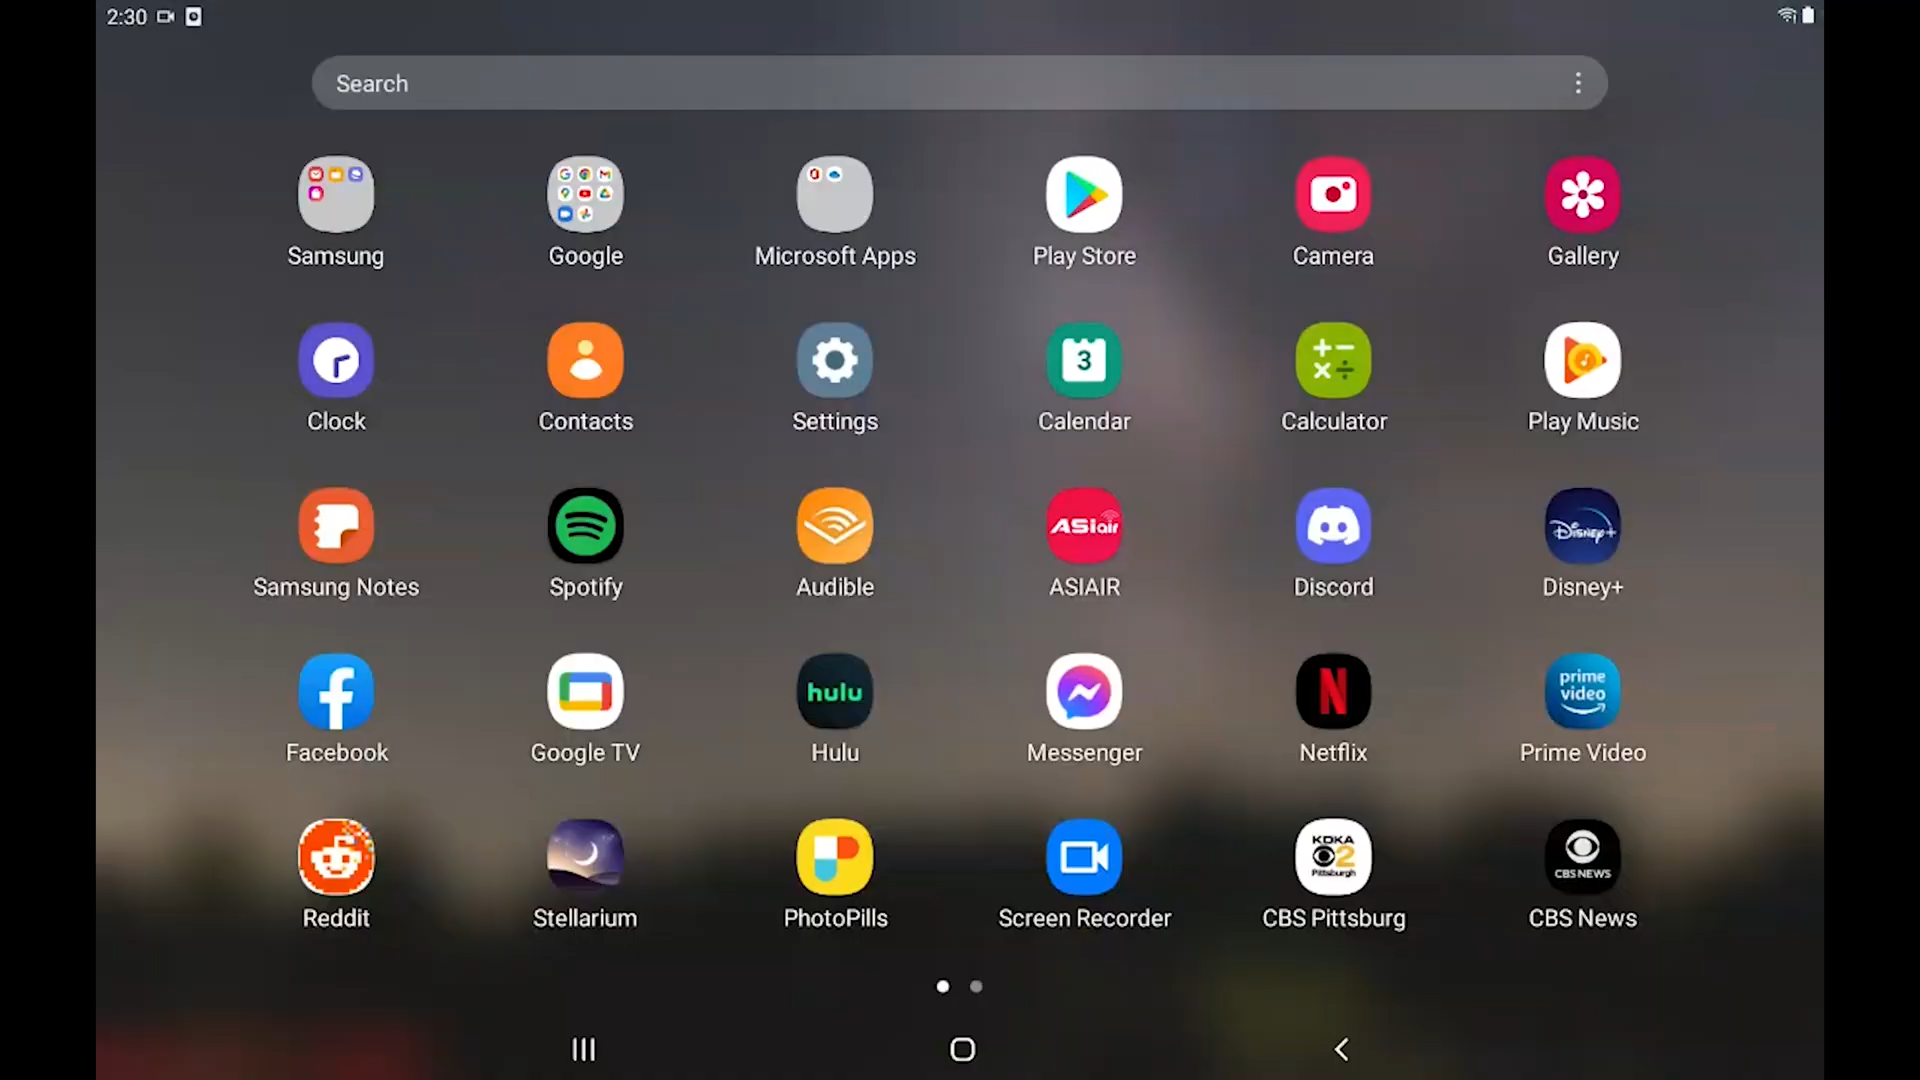 2:30
Search
Samsung
Google
Microsoft Apps
Play Store
Camera
Gallery
3
Clock
Contacts
Settings
Calendar
Calculator
Play Music
ASIair
Disney+
Samsung Notes
Spotify
Audible
ASIAIR
Discord
Disney+
hulu
prime video
Facebook
Google TV
Hulu
Messenger
Netflix
Prime Video
KDKA
2
Pittsburgh
CBS NEWS
Reddit
Stellarium
PhotoPills
Screen Recorder
CBS Pittsburg
CBS News